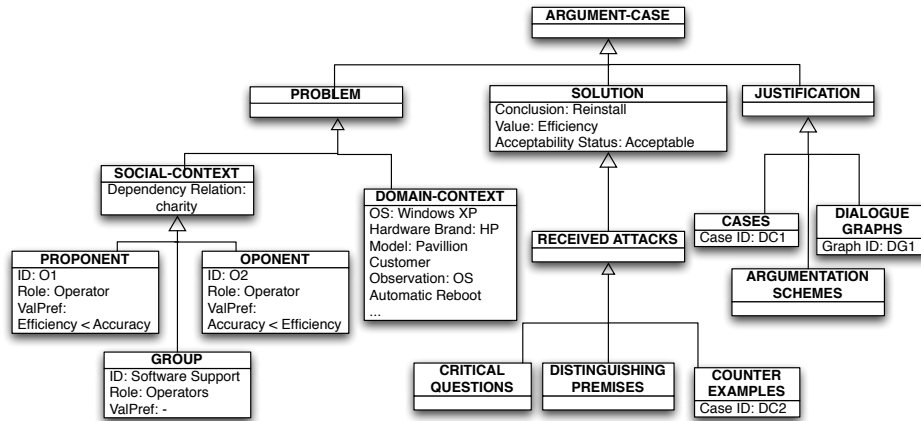 ARGUMENT-CASE
PROBLEM
SOLUTION
Conclusion: Reinstall
Value: Efficiency
Acceptability Status: Acceptable
JUSTIFICATION
SOCIAL-CONTEXT
Dependency Relation:
charity
DOMAIN-CONTEXT
OS: Windows XP
Hardware Brand: HP
Model: Pavillion
Customer
Observation: OS
Automatic Reboot
...
RECEIVED ATTACKS
CASES
Case ID: DC1
DIALOGUE
GRAPHS
Graph ID: DG1
ARGUMENTATION
SCHEMES
PROPONENT
ID: O1
Role: Operator
ValPref:
Efficiency < Accuracy
OPONENT
ID: O2
Role: Operator
ValPref:
Accuracy < Efficiency
GROUP
ID: Software Support
Role: Operators
ValPref: -
CRITICAL
QUESTIONS
DISTINGUISHING
PREMISES
COUNTER
EXAMPLES
Case ID: DC2